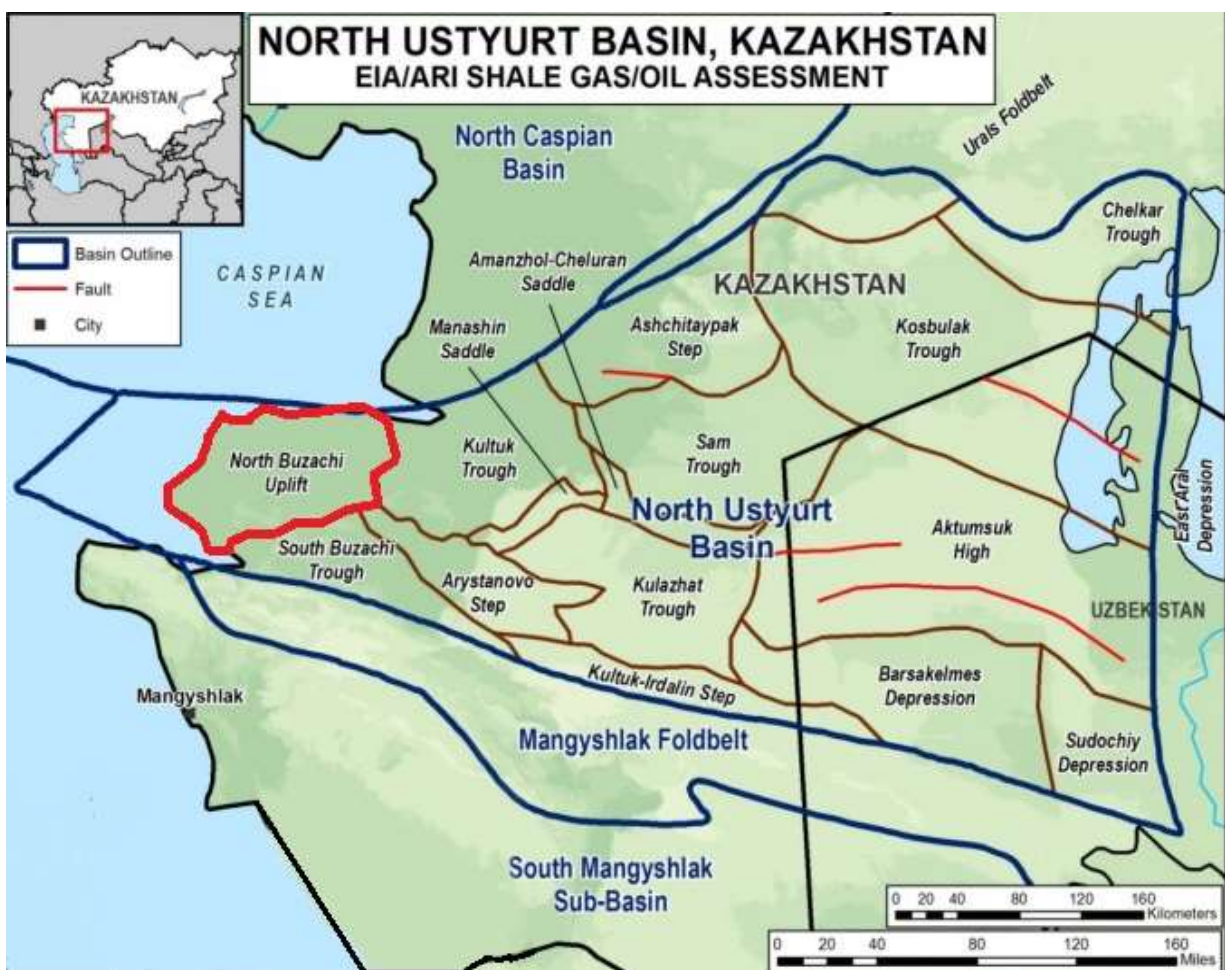 NORTH USTYURT BASIN, KAZAKHSTAN
EIA/ARI SHALE GAS/OIL ASSESSMENT
KAZAKHSTAN
Basin Outline
Fault
City
CASPIAN
SEA
North Caspian
Basin
Urals Foldbelt
Chelkar
Trough
Amanzhol-Cheluran
Saddle
KAZAKHSTAN
Manashin
Saddle
Ashchitaypak
Step
Kosbulak
Trough
North Buzachi
Uplift
Kultuk
Trough
Sam
Trough
North Ustyurt
Basin
Aktumsuk
High
East Aral
Depression
South Buzachi
Trough
Arystanovo
Step
Kulazhat
Trough
UZBEKISTAN
Kultuk-Irdalin Step
Barsakelmes
Depression
Mangyshlak
Mangyshlak Foldbelt
Sudochiy
Depression
South Mangyshlak
Sub-Basin
0 20 40 80 120 160
Kilometers
0 20 40 80 120 160
Miles